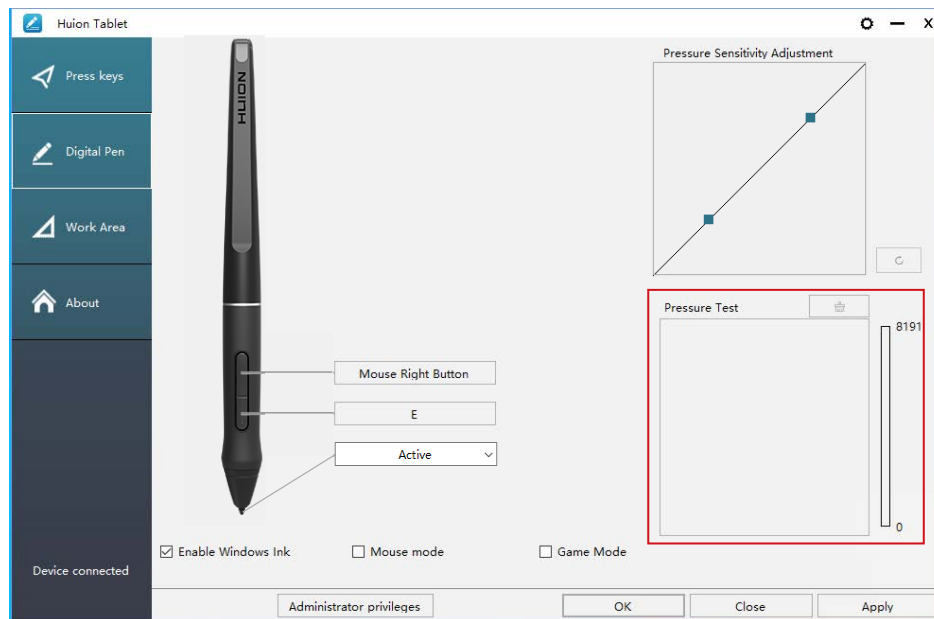 Huion Tablet
Press keys
Digital Pen
Work Area
About
Device connected
HUION
Mouse Right Button
E
Active
Enable Windows Ink
Mouse mode
Game Mode
Pressure Sensitivity Adjustment
Pressure Test
8191
0
Administrator privileges
OK
Close
Apply